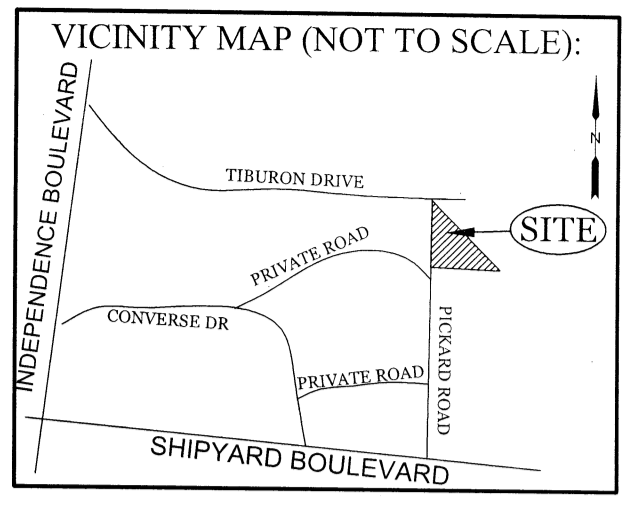 VICINITY MAP (NOT TO SCALE):
INDEPENDENCE BOULEVARD
N
TIBURON DRIVE
SITE
PRIVATE ROAD
CONVERSE DR
PICKARD ROAD
PRIVATE ROAD
SHIPYARD BOULEVARD